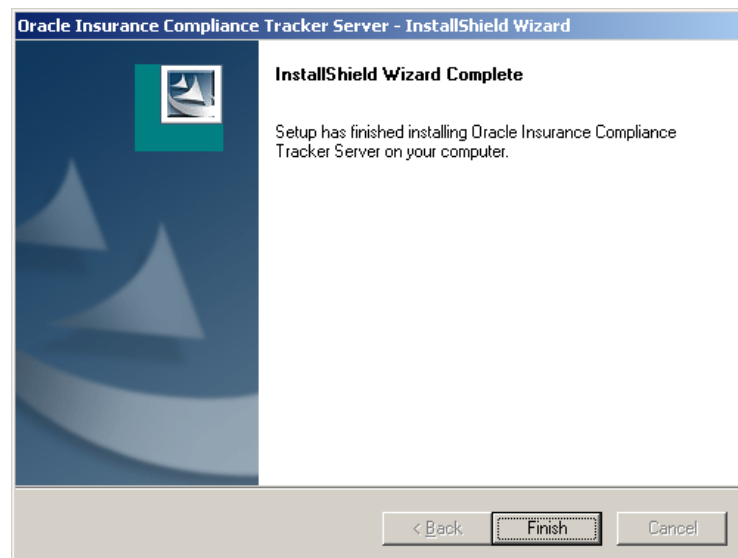 Oracle Insurance Compliance Tracker Server - InstallShield Wizard
InstallShield Wizard Complete
Setup has finished installing Oracle Insurance Compliance
Tracker Server on your computer.
< Back
Finish
Cancel